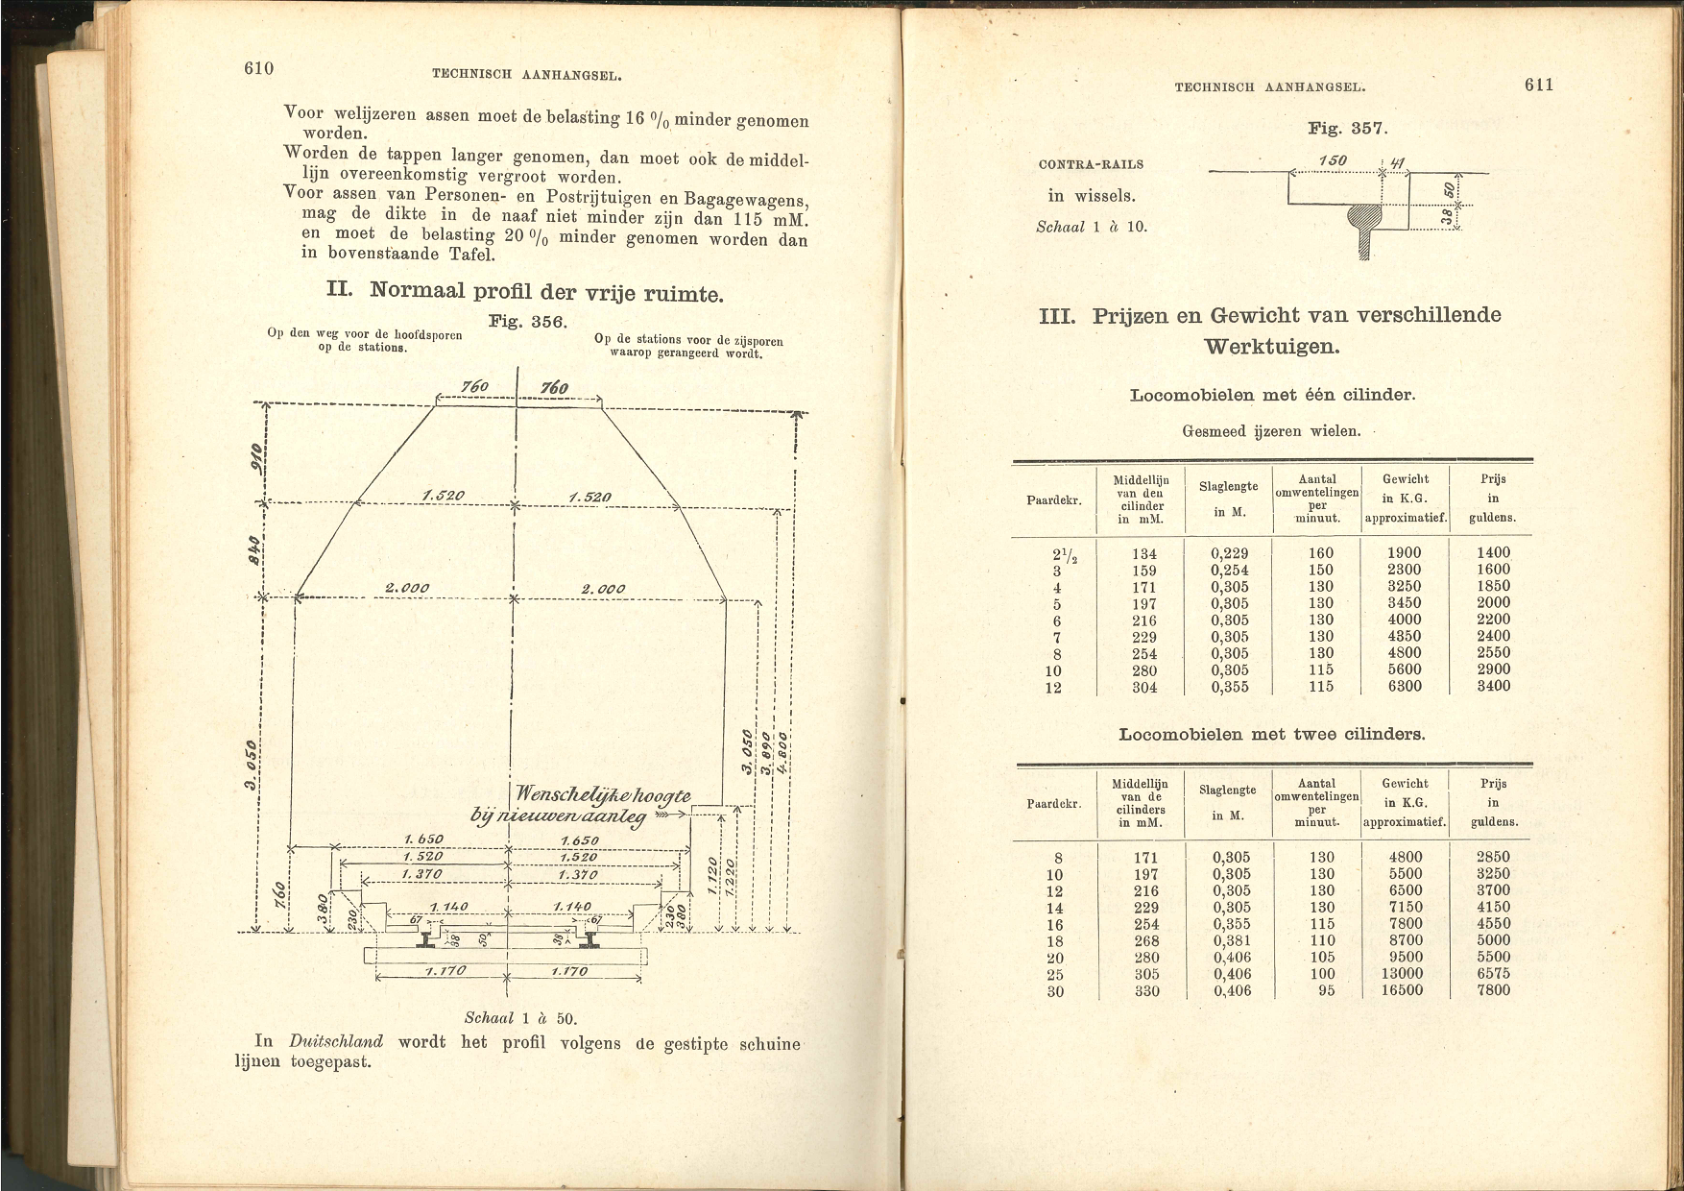 610
TECHNISCH AANHANGSEL.
Voor welijzeren assen moet de belasting 16 % minder genomen
worden.
Worden de tappen langer genomen, dan moet ook de middel-
lijn overeenkomstig vergroot worden.
Voor assen van Personen- en Postrijtuigen en Bagagewagens,
mag de dikte in de naaf niet minder zijn dan 115 mM.
en moet de belasting 20 % minder genomen worden dan
in bovenstaande Tafel.
II. Normaal profil der vrije ruimte.
Fig. 356.
Op den weg voor de hoofdsporen
op de stations.
Op de stations voor de zijsporen
waarop gerangeerd wordt.
760 760
910
1.520 1.520
840
2.000 2.000
3.050
3.050
3.890
4.800
Wenschelijke hoogte
bij nieuwen aanleg
1.650 1.650
1.520 1.520
1.370 1.370
1.120
1.220
760
380
230
1.140 1.140
230
380
67 67
38 50 38
1.170 1.170
Schaal 1 à 50.
In Duitschland wordt het profil volgens de gestipte schuine
lijnen toegepast.
TECHNISCH AANHANGSEL.
611
Fig. 357.
CONTRA-RAILS
in wissels.
Schaal 1 à 10.
150 41
50
38
III. Prijzen en Gewicht van verschillende
Werktuigen.
Locomobielen met één cilinder.
Gesmeed ijzeren wielen.
Paardekr. Middellijn van den cilinder in mM. Slaglengte in M. Aantal omwentelingen per minuut. Gewicht in K.G. approximatief. Prijs in guldens.
2 1/2 134 0,229 160 1900 1400
3 159 0,254 150 2300 1600
4 171 0,305 130 3250 1850
5 197 0,305 130 3450 2000
6 216 0,305 130 4000 2200
7 229 0,305 130 4350 2400
8 254 0,305 130 4800 2550
10 280 0,305 115 5600 2900
12 304 0,355 115 6300 3400
Locomobielen met twee cilinders.
Paardekr. Middellijn van de cilinders in mM. Slaglengte in M. Aantal omwentelingen per minuut. Gewicht in K.G. approximatief. Prijs in guldens.
8 171 0,305 130 4800 2850
10 197 0,305 130 5500 3250
12 216 0,305 130 6500 3700
14 229 0,305 130 7150 4150
16 254 0,355 115 7800 4550
18 268 0,381 110 8700 5000
20 280 0,406 105 9500 5500
25 305 0,406 100 13000 6575
30 330 0,406 95 16500 7800